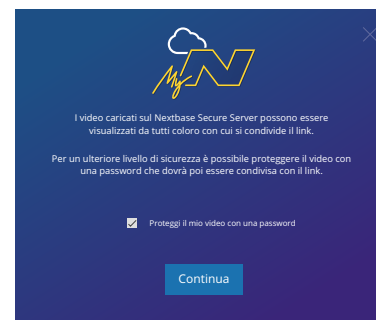 My N
I video caricati sul Nextbase Secure Server possono essere
visualizzati da tutti coloro con cui si condivide il link.
Per un ulteriore livello di sicurezza è possibile proteggere il video con
una password che dovrà poi essere condivisa con il link.
Proteggi il mio video con una password
Continua